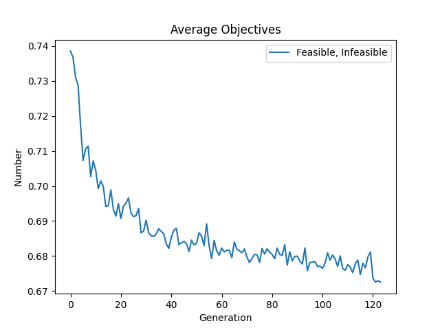 Average Objectives
Feasible, Infeasible
Number
0.74
0.73
0.72
0.71
0.70
0.69
0.68
0.67
0 20 40 60 80 100 120
Generation